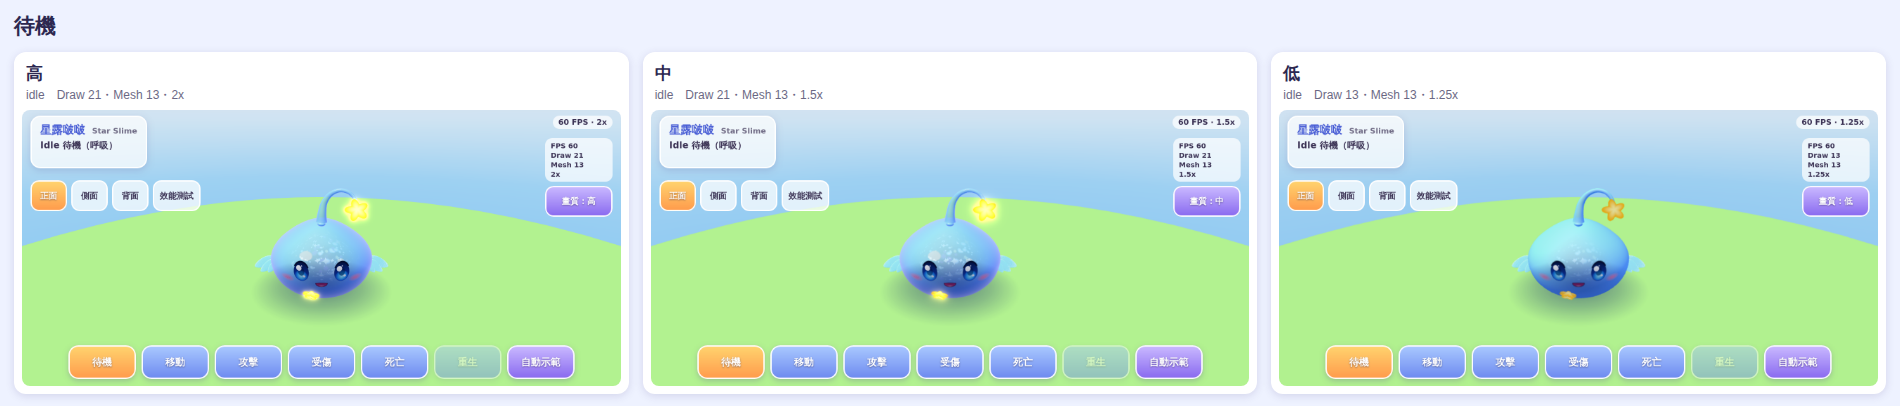 待機
高
idle Draw 21・Mesh 13・2x
星露啵啵 Star Slime
Idle 待機（呼吸）
60 FPS · 2x
FPS 60
Draw 21
Mesh 13
2x
正面 側面 背面 效能測試
畫質：高
待機 移動 攻擊 受傷 死亡 重生 自動示範
中
idle Draw 21・Mesh 13・1.5x
星露啵啵 Star Slime
Idle 待機（呼吸）
60 FPS · 1.5x
FPS 60
Draw 21
Mesh 13
1.5x
正面 側面 背面 效能測試
畫質：中
待機 移動 攻擊 受傷 死亡 重生 自動示範
低
idle Draw 13・Mesh 13・1.25x
星露啵啵 Star Slime
Idle 待機（呼吸）
60 FPS · 1.25x
FPS 60
Draw 13
Mesh 13
1.25x
正面 側面 背面 效能測試
畫質：低
待機 移動 攻擊 受傷 死亡 重生 自動示範